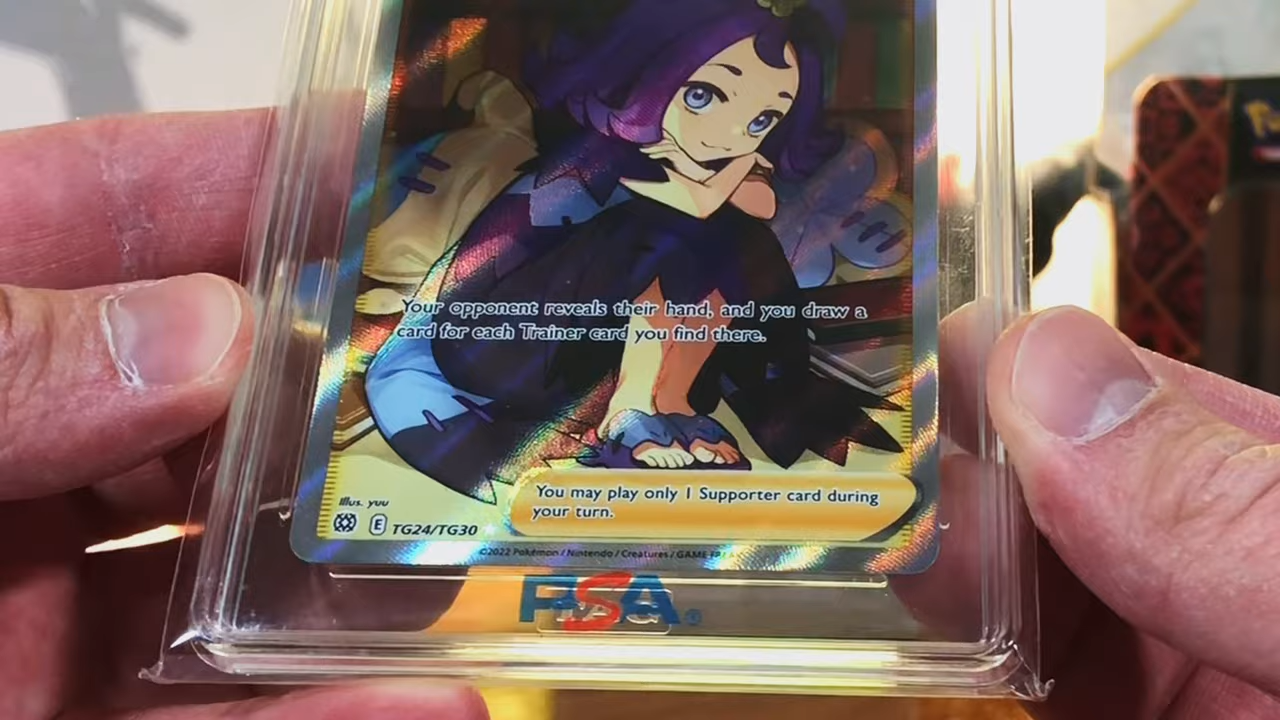 Your opponent reveals their hand, and you draw a
card for each Trainer card you find there.
You may play only 1 Supporter card during
your turn.
Illus. yuu
E TG24/TG30
©2022 Pokémon / Nintendo / Creatures / GAME
PSA®